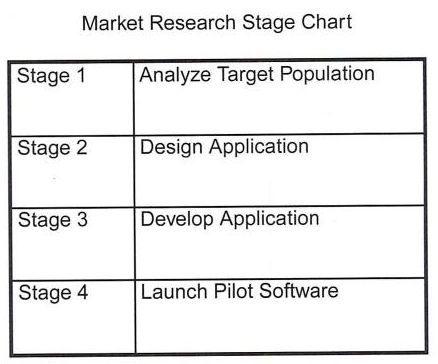 Market Research Stage Chart
Stage 1 Analyze Target Population
Stage 2 Design Application
Stage 3 Develop Application
Stage 4 Launch Pilot Software